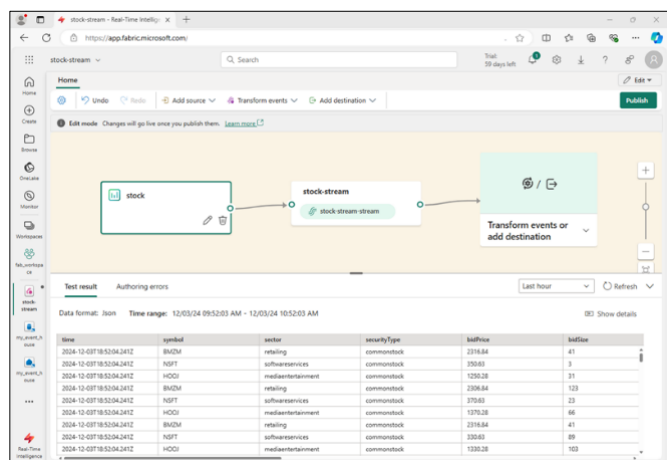 stock-stream - Real-Time Intellige
https://app.fabric.microsoft.com/
stock-stream
Search
Trial:
59 days left
Home
Edit
Undo
Redo
Add source
Transform events
Add destination
Publish
Edit mode Changes will go live once you publish them. Learn more
Home
Create
Browse
OneLake
Monitor
Workspaces
stock-stream
Real-Time
Intelligence
stock
stock-stream
stock-stream-stream
Transform events or
add destination
Test result Authoring errors
Last hour
Refresh
Data format: Json Time range: 12/03/24 09:52:03 AM - 12/03/24 10:52:03 AM
Show details
time symbol sector securityType bidPrice bidSize
2024-12-03T18:52:04.241Z BMZM retailing commonstock 2316.84 41
2024-12-03T18:52:04.241Z NSFT softwareservices commonstock 350.63 3
2024-12-03T18:52:04.241Z HOOJ mediaentertainment commonstock 1250.28 31
2024-12-03T18:52:04.241Z BMZM retailing commonstock 2306.84 123
2024-12-03T18:52:04.241Z NSFT softwareservices commonstock 370.63 23
2024-12-03T18:52:04.241Z HOOJ mediaentertainment commonstock 1370.28 66
2024-12-03T18:52:04.241Z BMZM retailing commonstock 2316.84 41
2024-12-03T18:52:04.241Z NSFT softwareservices commonstock 330.63 89
2024-12-03T18:52:04.241Z HOOJ mediaentertainment commonstock 1330.28 103